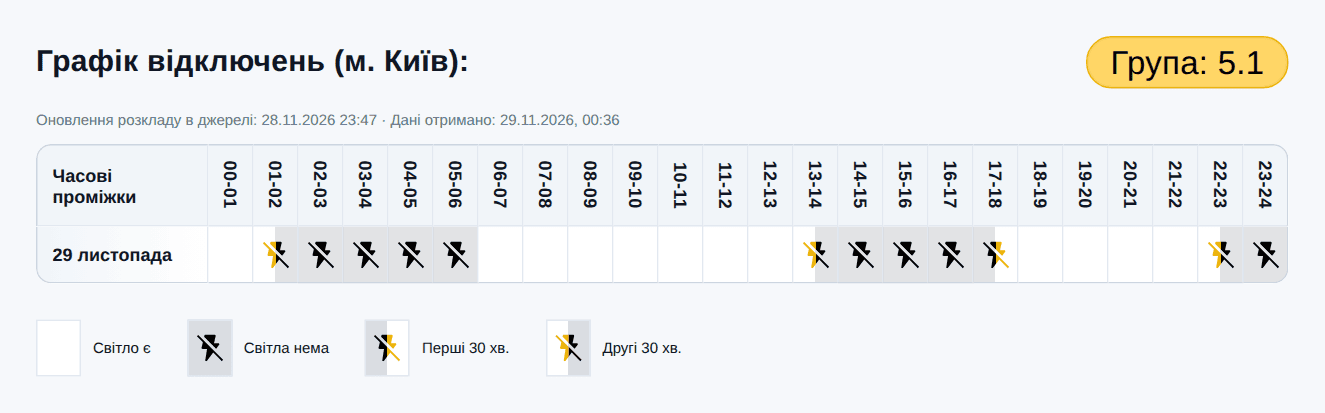 Графік відключень (м. Київ):
Група: 5.1
Оновлення розкладу в джерелі: 28.11.2026 23:47 · Дані отримано: 29.11.2026, 00:36
Часові
проміжки
00-01
01-02
02-03
03-04
04-05
05-06
06-07
07-08
08-09
09-10
10-11
11-12
12-13
13-14
14-15
15-16
16-17
17-18
18-19
19-20
20-21
21-22
22-23
23-24
29 листопада
Світло є
Світла нема
Перші 30 хв.
Другі 30 хв.